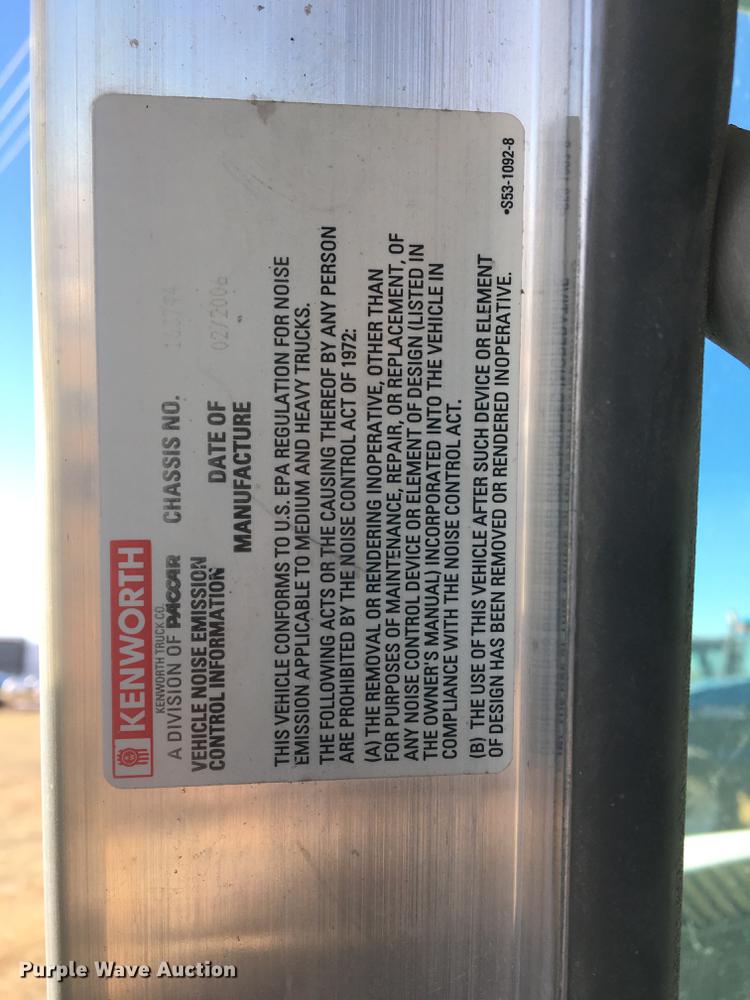 KENWORTH
KENWORTH TRUCK CO.
A DIVISION OF PACCAR CHASSIS NO.
VEHICLE NOISE EMISSION
CONTROL INFORMATION
DATE OF 02/2006
MANUFACTURE
THIS VEHICLE CONFORMS TO U.S. EPA REGULATION FOR NOISE
EMISSION APPLICABLE TO MEDIUM AND HEAVY TRUCKS.
THE FOLLOWING ACTS OR THE CAUSING THEREOF BY ANY PERSON
ARE PROHIBITED BY THE NOISE CONTROL ACT OF 1972:
(A) THE REMOVAL OR RENDERING INOPERATIVE, OTHER THAN
FOR PURPOSES OF MAINTENANCE, REPAIR, OR REPLACEMENT, OF
ANY NOISE CONTROL DEVICE OR ELEMENT OF DESIGN (LISTED IN
THE OWNER'S MANUAL) INCORPORATED INTO THE VEHICLE IN
COMPLIANCE WITH THE NOISE CONTROL ACT.
(B) THE USE OF THIS VEHICLE AFTER SUCH DEVICE OR ELEMENT
OF DESIGN HAS BEEN REMOVED OR RENDERED INOPERATIVE.
•S53-1092-8
Purple Wave Auction